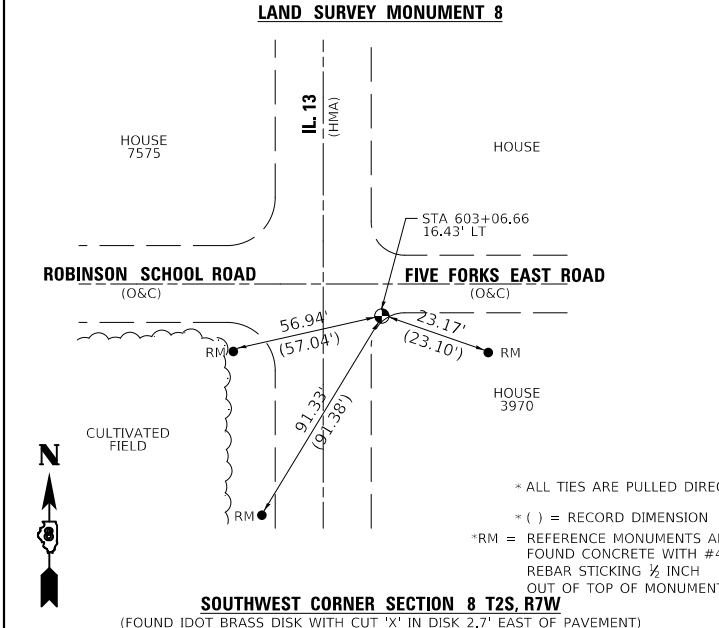 LAND SURVEY MONUMENT 8
IL. 13
(HMA)
HOUSE
7575
HOUSE
STA 603+06.66
16.43' LT
ROBINSON SCHOOL ROAD
(O&C)
FIVE FORKS EAST ROAD
(O&C)
56.94'
(57.04')
23.17'
(23.10')
RM
RM
91.33'
(91.38')
HOUSE
3970
CULTIVATED
FIELD
N
8
RM
* ALL TIES ARE PULLED DIREC
* ( ) = RECORD DIMENSION
*RM = REFERENCE MONUMENTS A
FOUND CONCRETE WITH #4
REBAR STICKING ½ INCH
OUT OF TOP OF MONUMENT
SOUTHWEST CORNER SECTION 8 T2S, R7W
(FOUND IDOT BRASS DISK WITH CUT 'X' IN DISK 2.7' EAST OF PAVEMENT)